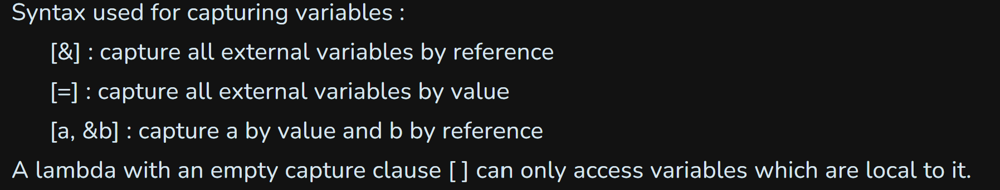 Syntax used for capturing variables :
[&] : capture all external variables by reference
[=] : capture all external variables by value
[a, &b] : capture a by value and b by reference
A lambda with an empty capture clause [ ] can only access variables which are local to it.